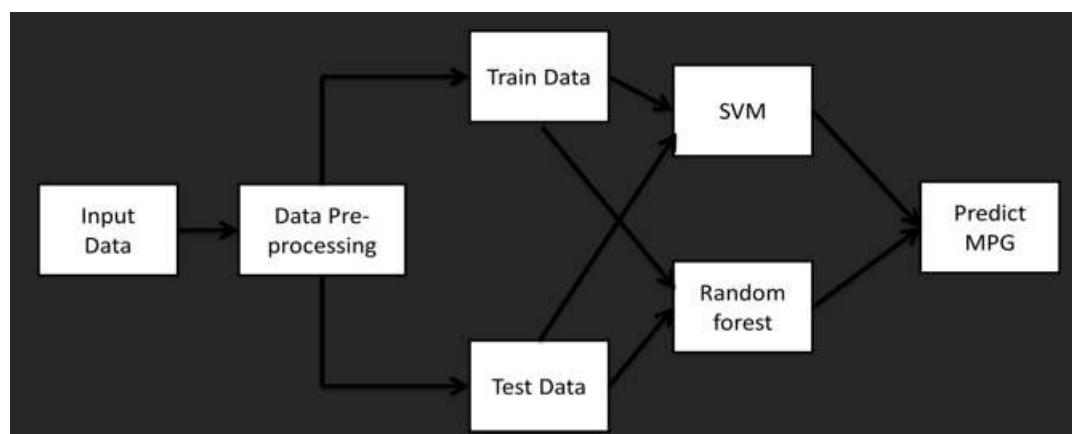 Train Data
SVM
Input
Data
Data Pre-
processing
Predict
MPG
Random
forest
Test Data